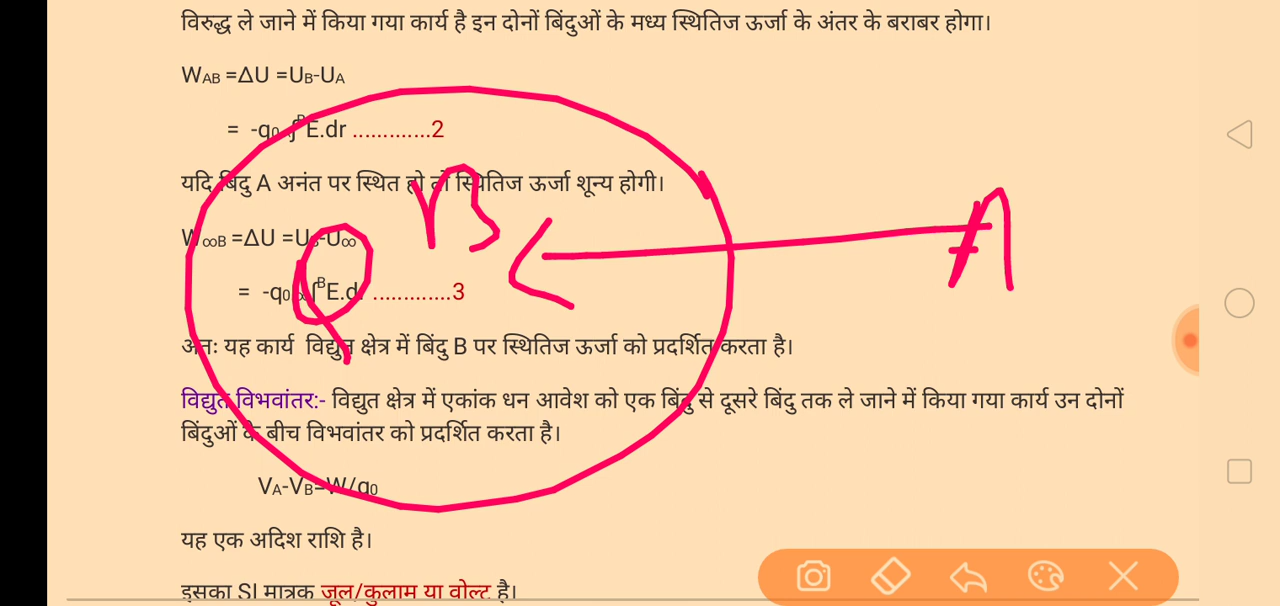 विरुद्ध ले जाने में किया गया कार्य है इन दोनों बिंदुओं के मध्य स्थितिज ऊर्जा के अंतर के बराबर होगा।
WAB =ΔU =UB-UA
= -q0 ∫ᴮE.dr .............2
यदि बिंदु A अनंत पर स्थित हो तो स्थितिज ऊर्जा शून्य होगी।
B
A
W∞B =ΔU =UB-U∞
= -q0 ∞∫ᴮE.dr .............3
अतः यह कार्य विद्युत क्षेत्र में बिंदु B पर स्थितिज ऊर्जा को प्रदर्शित करता है।
विद्युत विभवांतर:- विद्युत क्षेत्र में एकांक धन आवेश को एक बिंदु से दूसरे बिंदु तक ले जाने में किया गया कार्य उन दोनों
बिंदुओं के बीच विभवांतर को प्रदर्शित करता है।
VA-VB=W/q0
यह एक अदिश राशि है।
इसका SI मात्रक जूल/कुलाम या वोल्ट है।